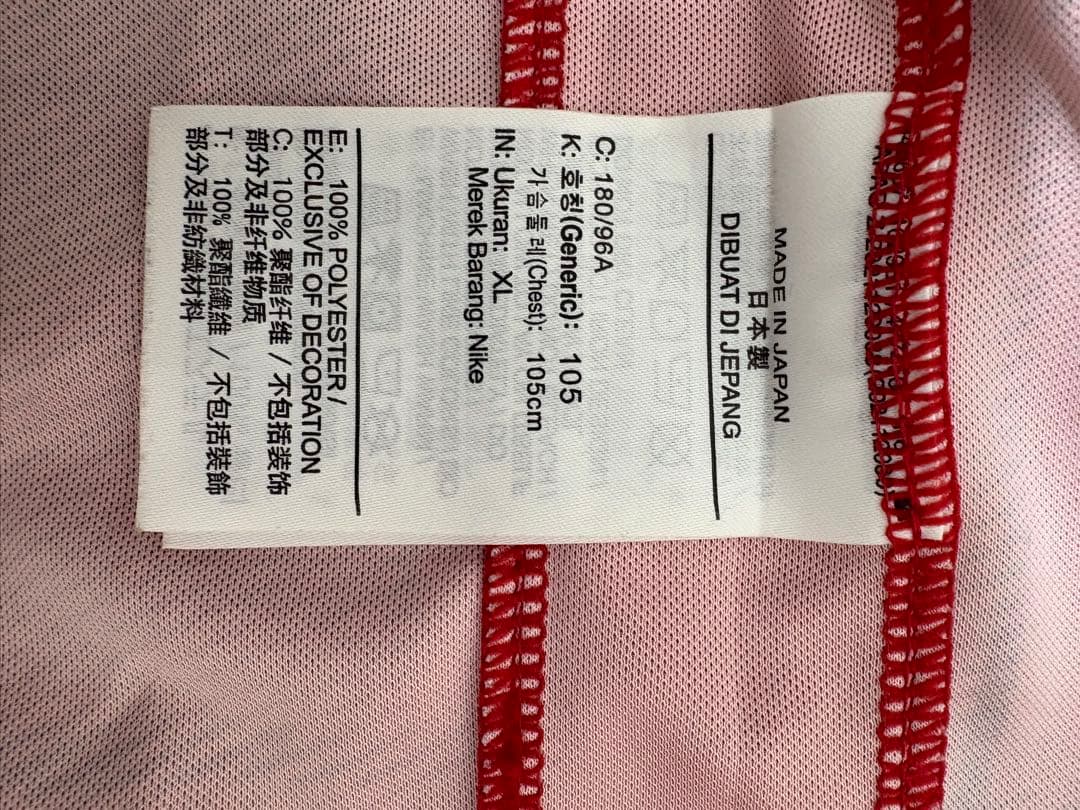 MADE IN JAPAN
日本製
DIBUAT DI JEPANG
C: 180/96A
K: 호칭(Generic): 105
가슴둘레(Chest): 105cm
IN: Ukuran: XL
Merek Barang: Nike
E: 100% POLYESTER /
EXCLUSIVE OF DECORATION
C: 100% 聚酯纤维 / 不包括装饰
部分及非纤维物质
T: 100% 聚酯纖維 / 不包括裝飾
部分及非紡織材料